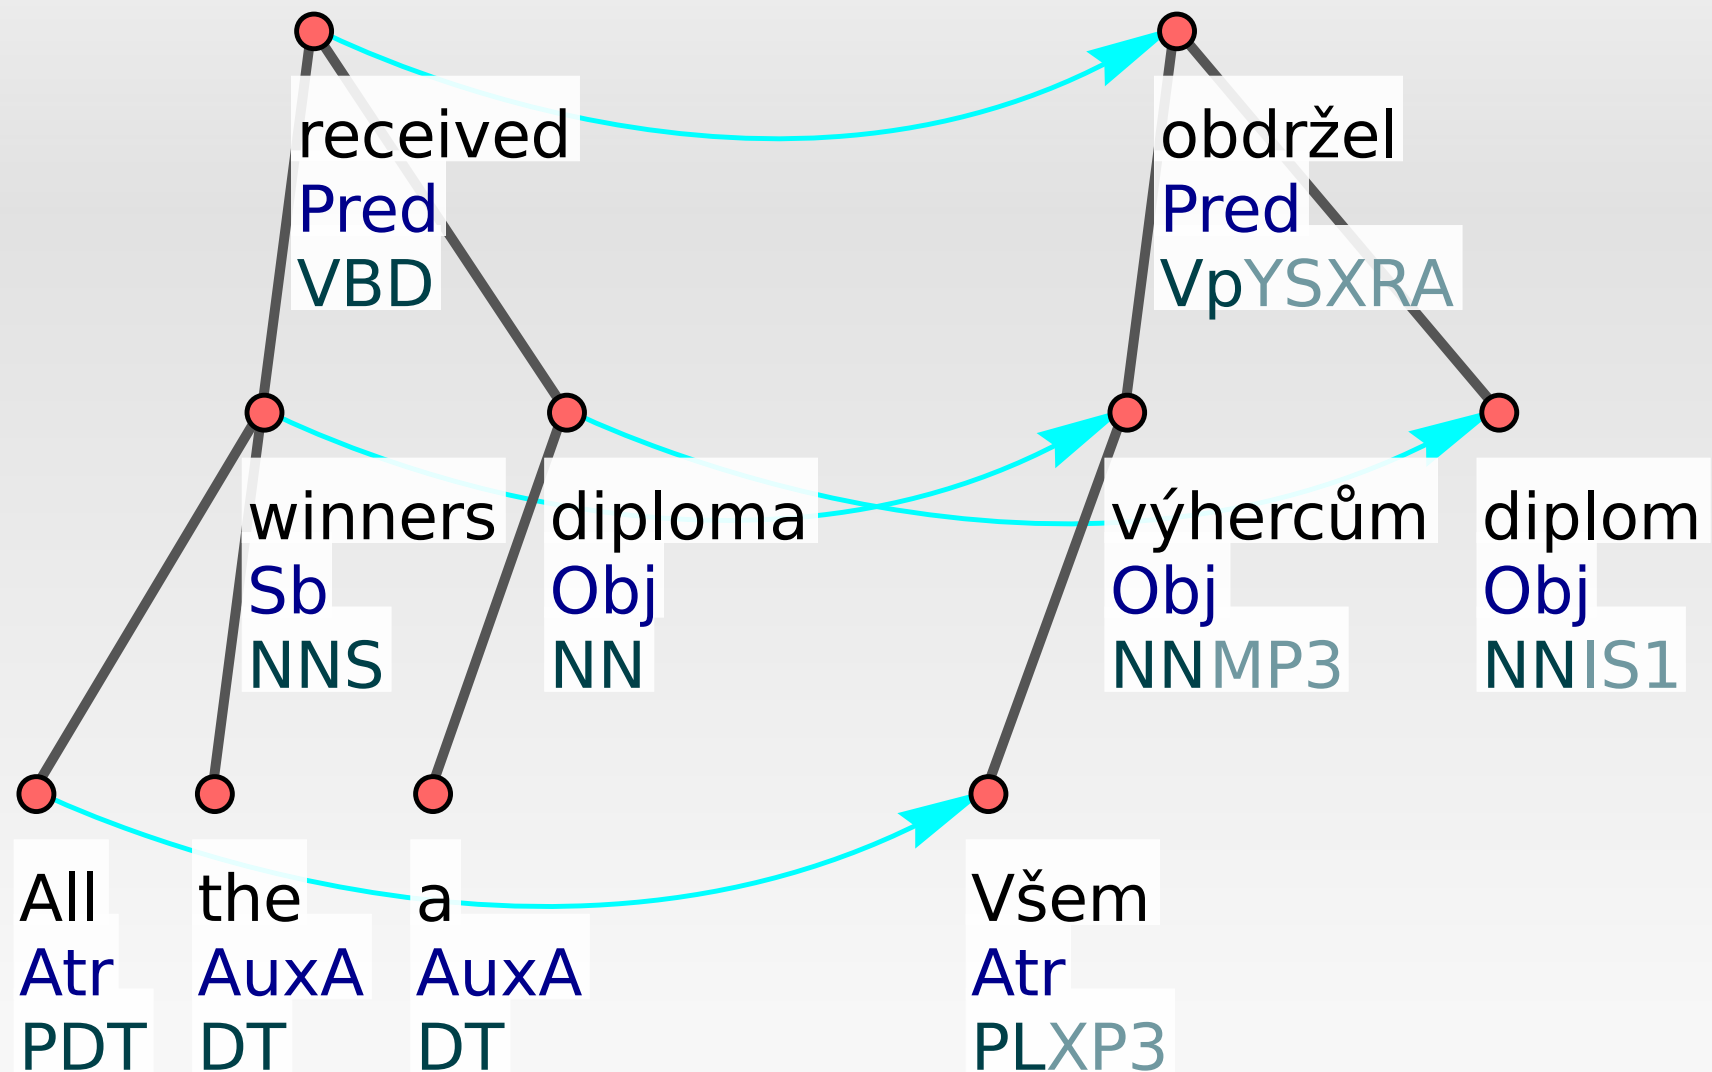 received
Pred
VBD
obdržel
Pred
VpYSXRA
winners
Sb
NNS
diploma
Obj
NN
výhercům
Obj
NNMP3
diplom
Obj
NNIS1
All
Atr
PDT
the
AuxA
DT
a
AuxA
DT
Všem
Atr
PLXP3